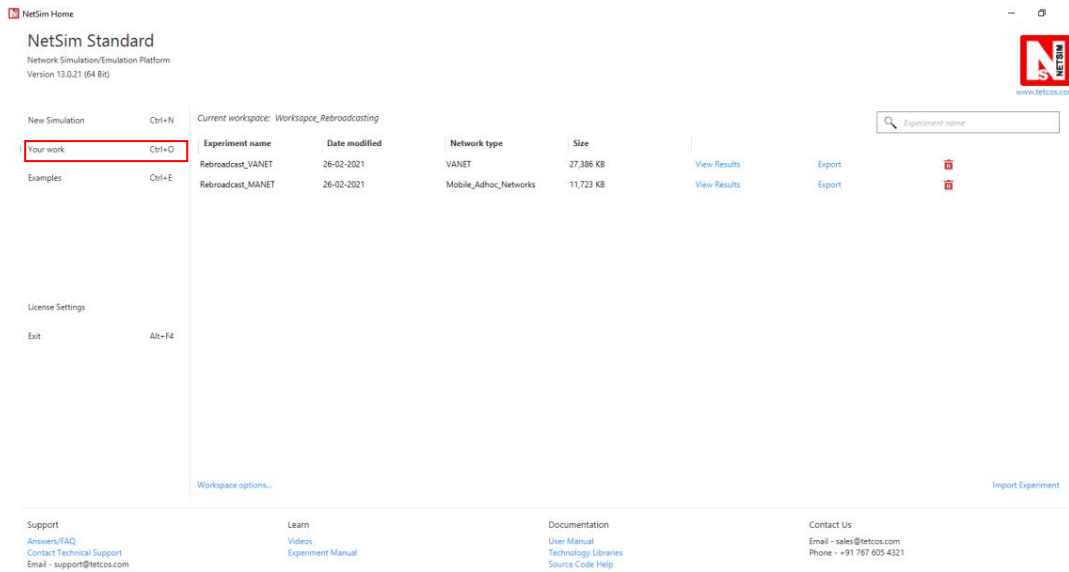 NetSim Home
NetSim Standard
Network Simulation/Emulation Platform
Version 13.0.21 (64 Bit)
NETSIM
www.tetcos.com
New Simulation Ctrl+N
Your work Ctrl+O
Examples Ctrl+E
License Settings
Exit Alt+F4
Current workspace: Worksapce_Rebroadcasting
Experiment name
Experiment name Date modified Network type Size
Rebroadcast_VANET 26-02-2021 VANET 27,386 KB View Results Export
Rebroadcast_MANET 26-02-2021 Mobile_Adhoc_Networks 11,723 KB View Results Export
Workspace options... Import Experiment
Support
Answers/FAQ
Contact Technical Support
Email - support@tetcos.com
Learn
Videos
Experiment Manual
Documentation
User Manual
Technology Libraries
Source Code Help
Contact Us
Email - sales@tetcos.com
Phone - +91 767 605 4321